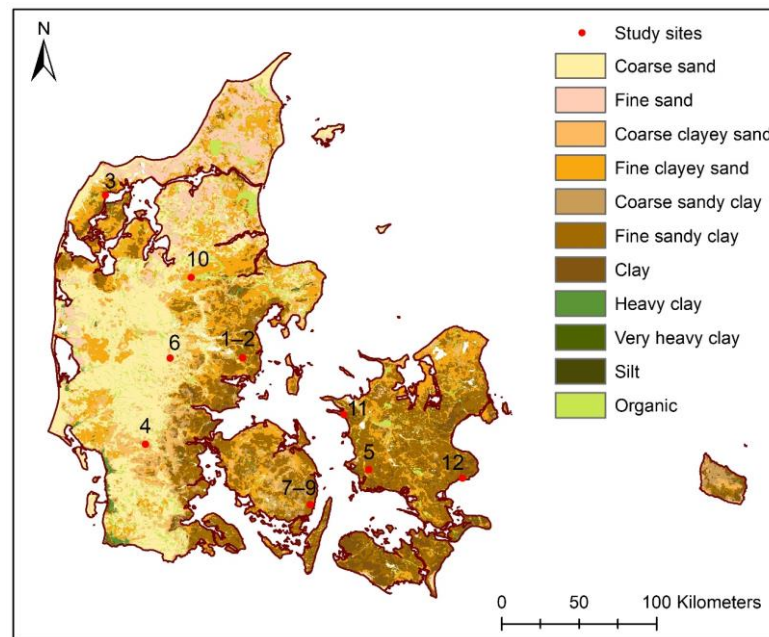 N
Study sites
Coarse sand
Fine sand
Coarse clayey sand
Fine clayey sand
Coarse sandy clay
Fine sandy clay
Clay
Heavy clay
Very heavy clay
Silt
Organic
3
10
6
1–2
11
4
5
12
7–9
0 50 100 Kilometers